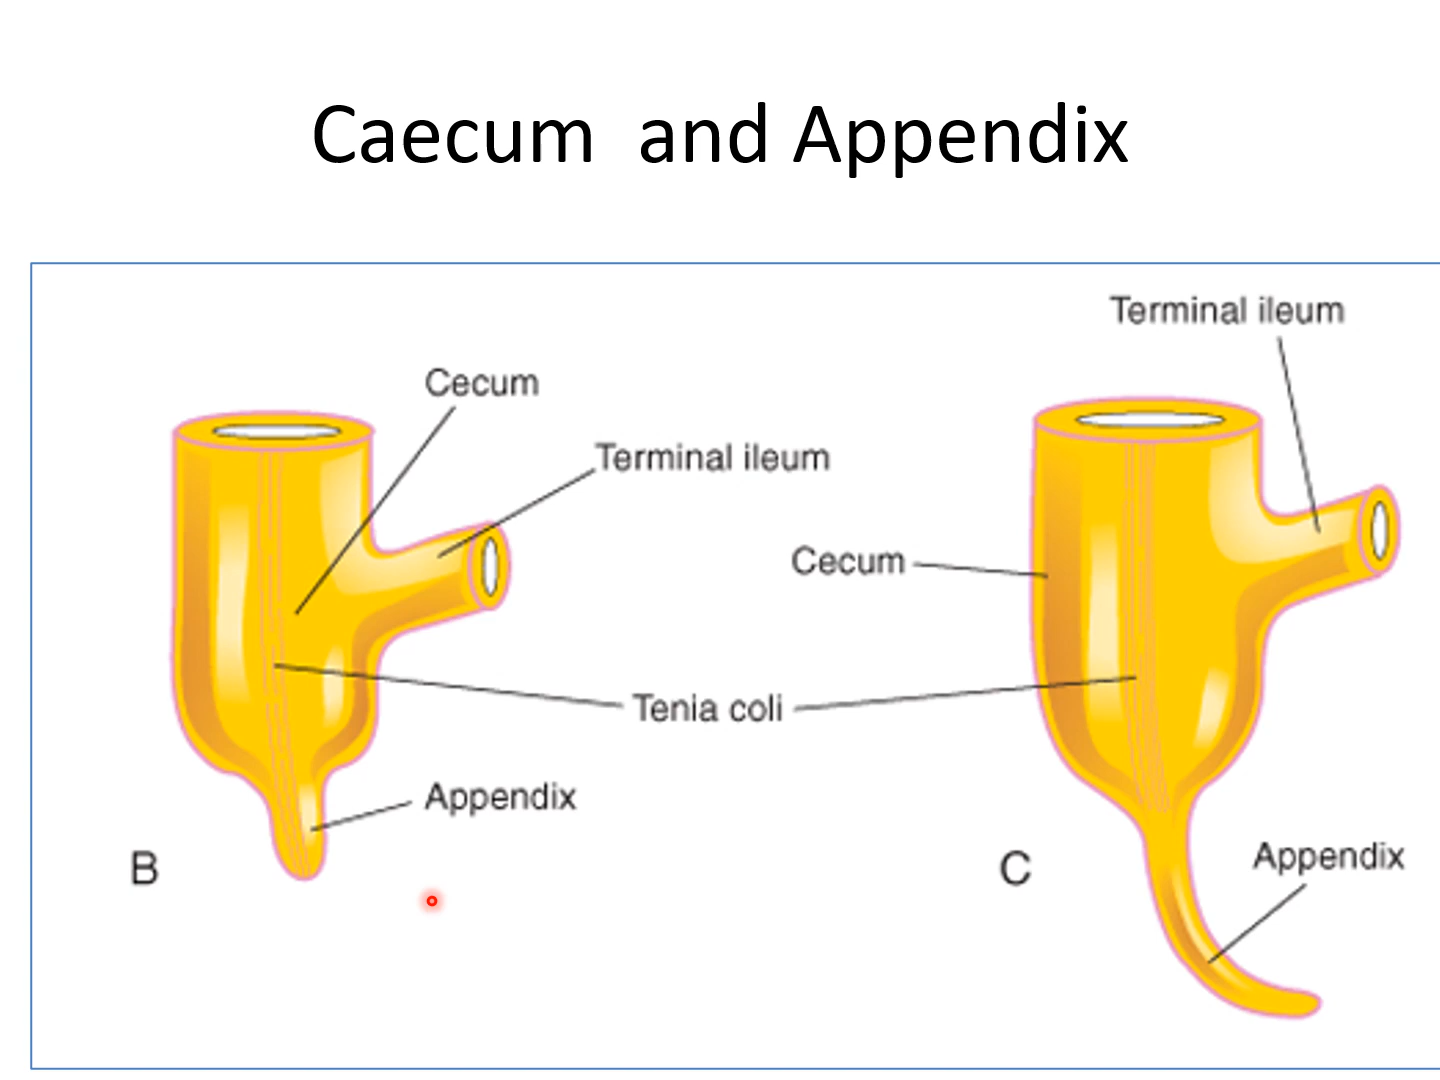 Caecum and Appendix
Terminal ileum
Cecum
Terminal ileum
Cecum
Tenia coli
Appendix
B
C
Appendix